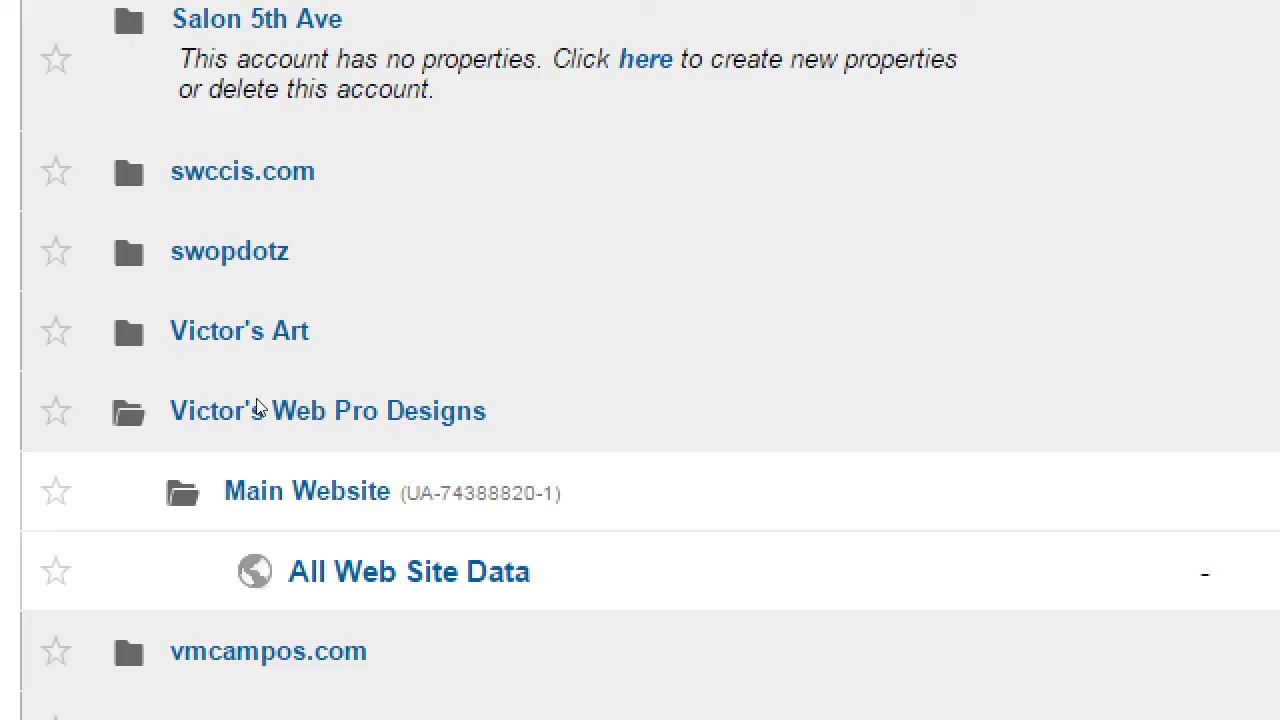 Salon 5th Ave
This account has no properties. Click here to create new properties
or delete this account.
swccis.com
swopdotz
Victor's Art
Victor's Web Pro Designs
Main Website (UA-74388820-1)
All Web Site Data -
vmcampos.com